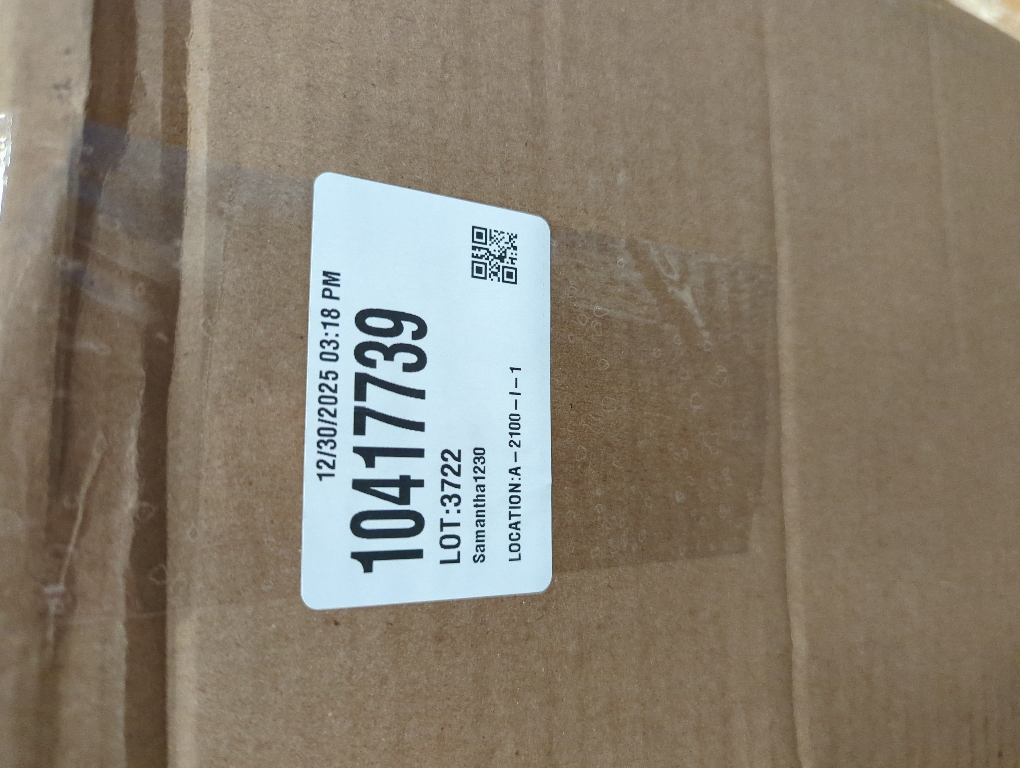 12/30/2025 03:18 PM
10417739
LOT:3722
Samantha1230
LOCATION:A-2100-I-1